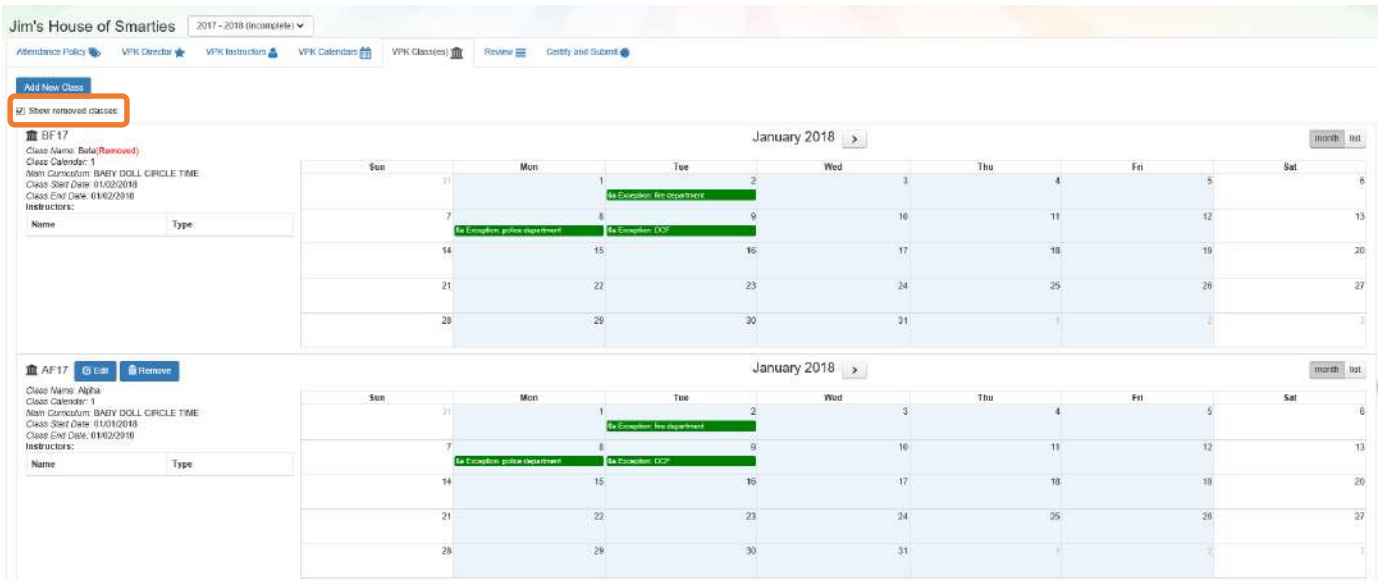 Jim's House of Smarties 2017 - 2018 (Incomplete)
Attendance Policy VPK Director VPK Instructors VPK Calendars VPK Class(es) Review Certify and Submit
Add New Class
Show removed classes
BF17
Class Name: Beta(Removed)
Class Calendar: 1
Main Curriculum: BABY DOLL CIRCLE TIME
Class Start Date: 01/02/2018
Class End Date: 01/02/2018
Instructors:
Name Type
January 2018 > month list
Sun Mon Tue Wed Thu Fri Sat
31 1 2 3 4 5 6
6a Exception: fire department
7 8 9 10 11 12 13
6a Exception: police department 6a Exception: DCF
14 15 16 17 18 19 20
21 22 23 24 25 26 27
28 29 30 31 1 2 3
AF17 Edit Remove
Class Name: Alpha
Class Calendar: 1
Main Curriculum: BABY DOLL CIRCLE TIME
Class Start Date: 01/01/2018
Class End Date: 01/02/2018
Instructors:
Name Type
January 2018 > month list
Sun Mon Tue Wed Thu Fri Sat
31 1 2 3 4 5 6
6a Exception: fire department
7 8 9 10 11 12 13
6a Exception: police department 6a Exception: DCF
14 15 16 17 18 19 20
21 22 23 24 25 26 27
28 29 30 31 1 2 3